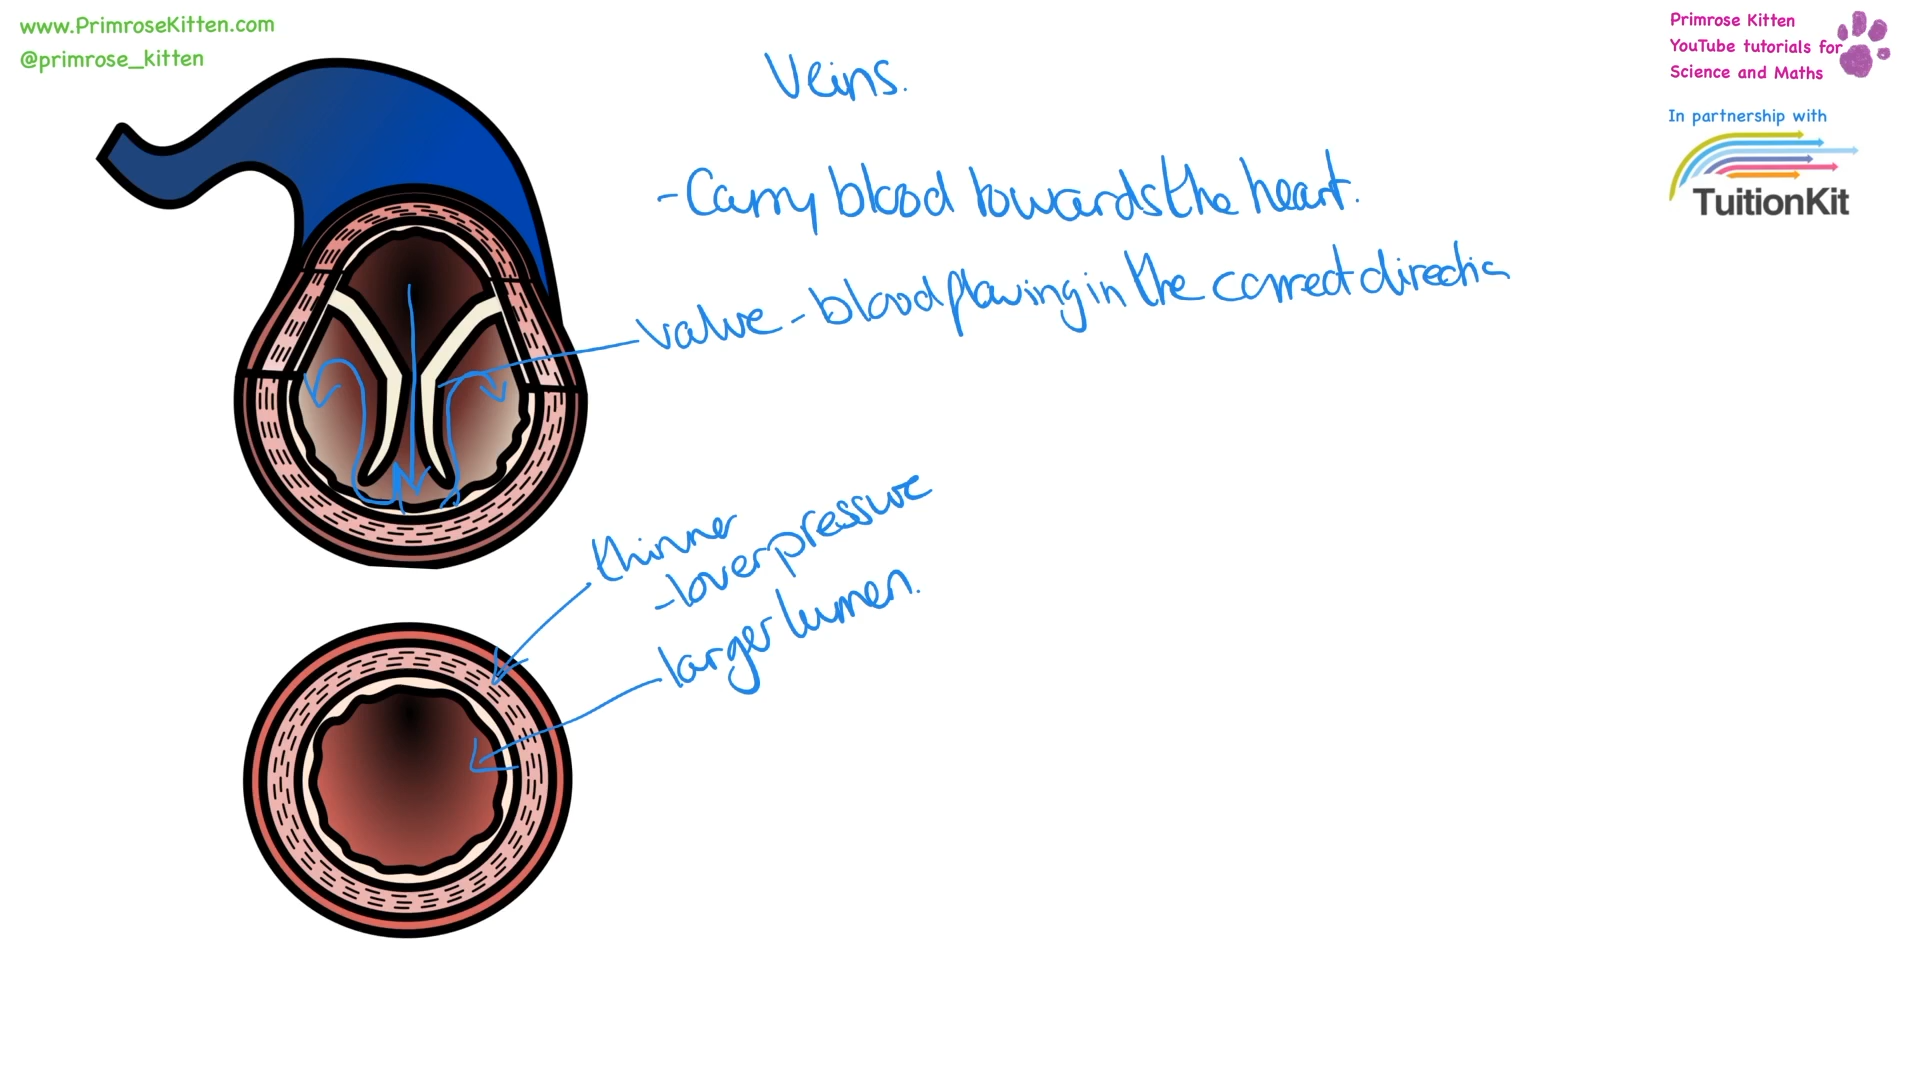 www.PrimroseKitten.com
@primrose_kitten
Primrose Kitten
YouTube tutorials for
Science and Maths
In partnership with
TuitionKit
Veins.
- Carry blood towards the heart.
valve - blood flowing in the correct directio
thinner
- lower pressure
larger lumen.